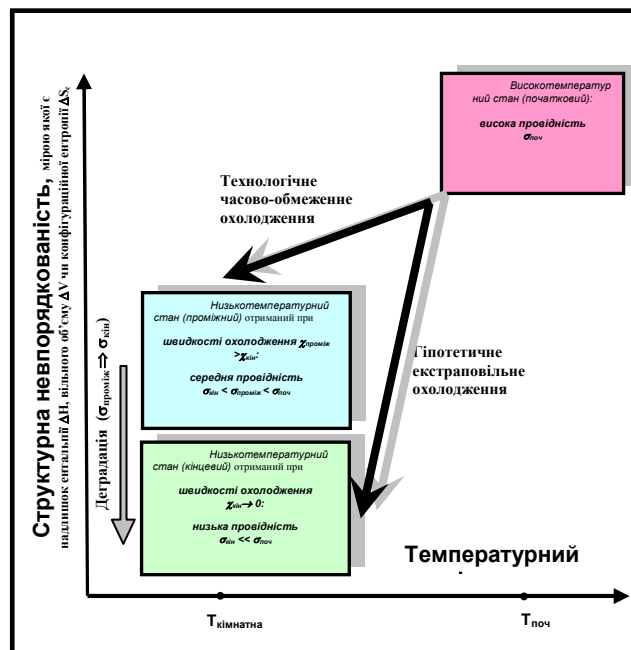 Структурна невпорядкованість, мірою якої є
надлишок ентальпії ΔH, вільного об’єму ΔV чи конфігураційної ентропії ΔSc
Високотемператур
ний стан (початковий):
висока провідність
σпоч
Технологічне
часово-обмежене
охолодження
Низькотемпературний
стан (проміжний) отриманий при
швидкості охолодження χпроміж
>χкін:
середня провідність
σкін < σпроміж < σпоч
Гіпотетичне
екстраповільне
охолодження
Деградація (σпроміж⇒ σкін)
Низькотемпературний
стан (кінцевий) отриманий при
швидкості охолодження
χкін→ 0:
низька провідність
σкін << σпоч
Температурний
Tкімнатна
Tпоч